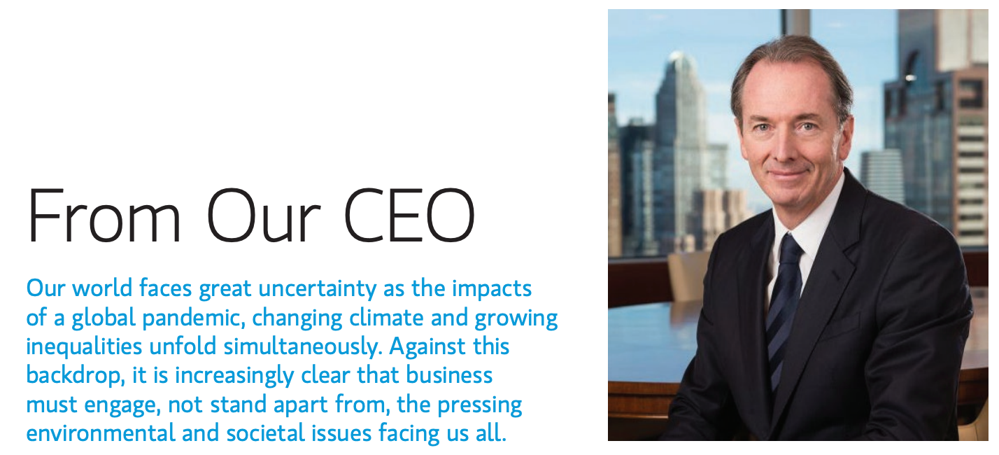 From Our CEO
Our world faces great uncertainty as the impacts
of a global pandemic, changing climate and growing
inequalities unfold simultaneously. Against this
backdrop, it is increasingly clear that business
must engage, not stand apart from, the pressing
environmental and societal issues facing us all.